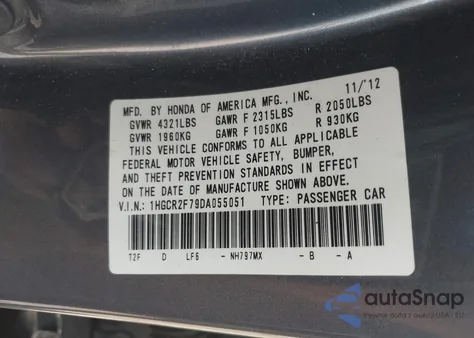 MFD. BY HONDA OF AMERICA MFG., INC. 11/'12
GVWR 4321LBS GAWR F 2315LBS R 2050LBS
GVWR 1960KG GAWR F 1050KG R 930KG
THIS VEHICLE CONFORMS TO ALL APPLICABLE
FEDERAL MOTOR VEHICLE SAFETY, BUMPER,
AND THEFT PREVENTION STANDARDS IN EFFECT
ON THE DATE OF MANUFACTURE SHOWN ABOVE.
V.I.N.: 1HGCR2F79DA055051 TYPE: PASSENGER CAR
T2F D LF6 - NH797MX - B - A
autoSnap